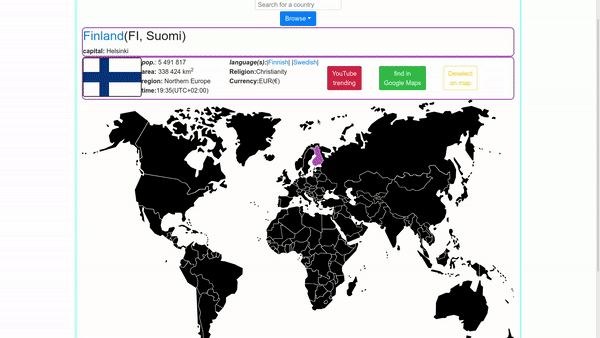 Search for a country
Browse
Finland(FI, Suomi)
capital: Helsinki
pop.: 5 491 817
area: 338 424 km²
region: Northern Europe
time:19:35(UTC+02:00)
language(s):|Finnish| |Swedish|
Religion:Christianity
Currency:EUR(€)
YouTube
trending
find in
Google Maps
Deselect
on map